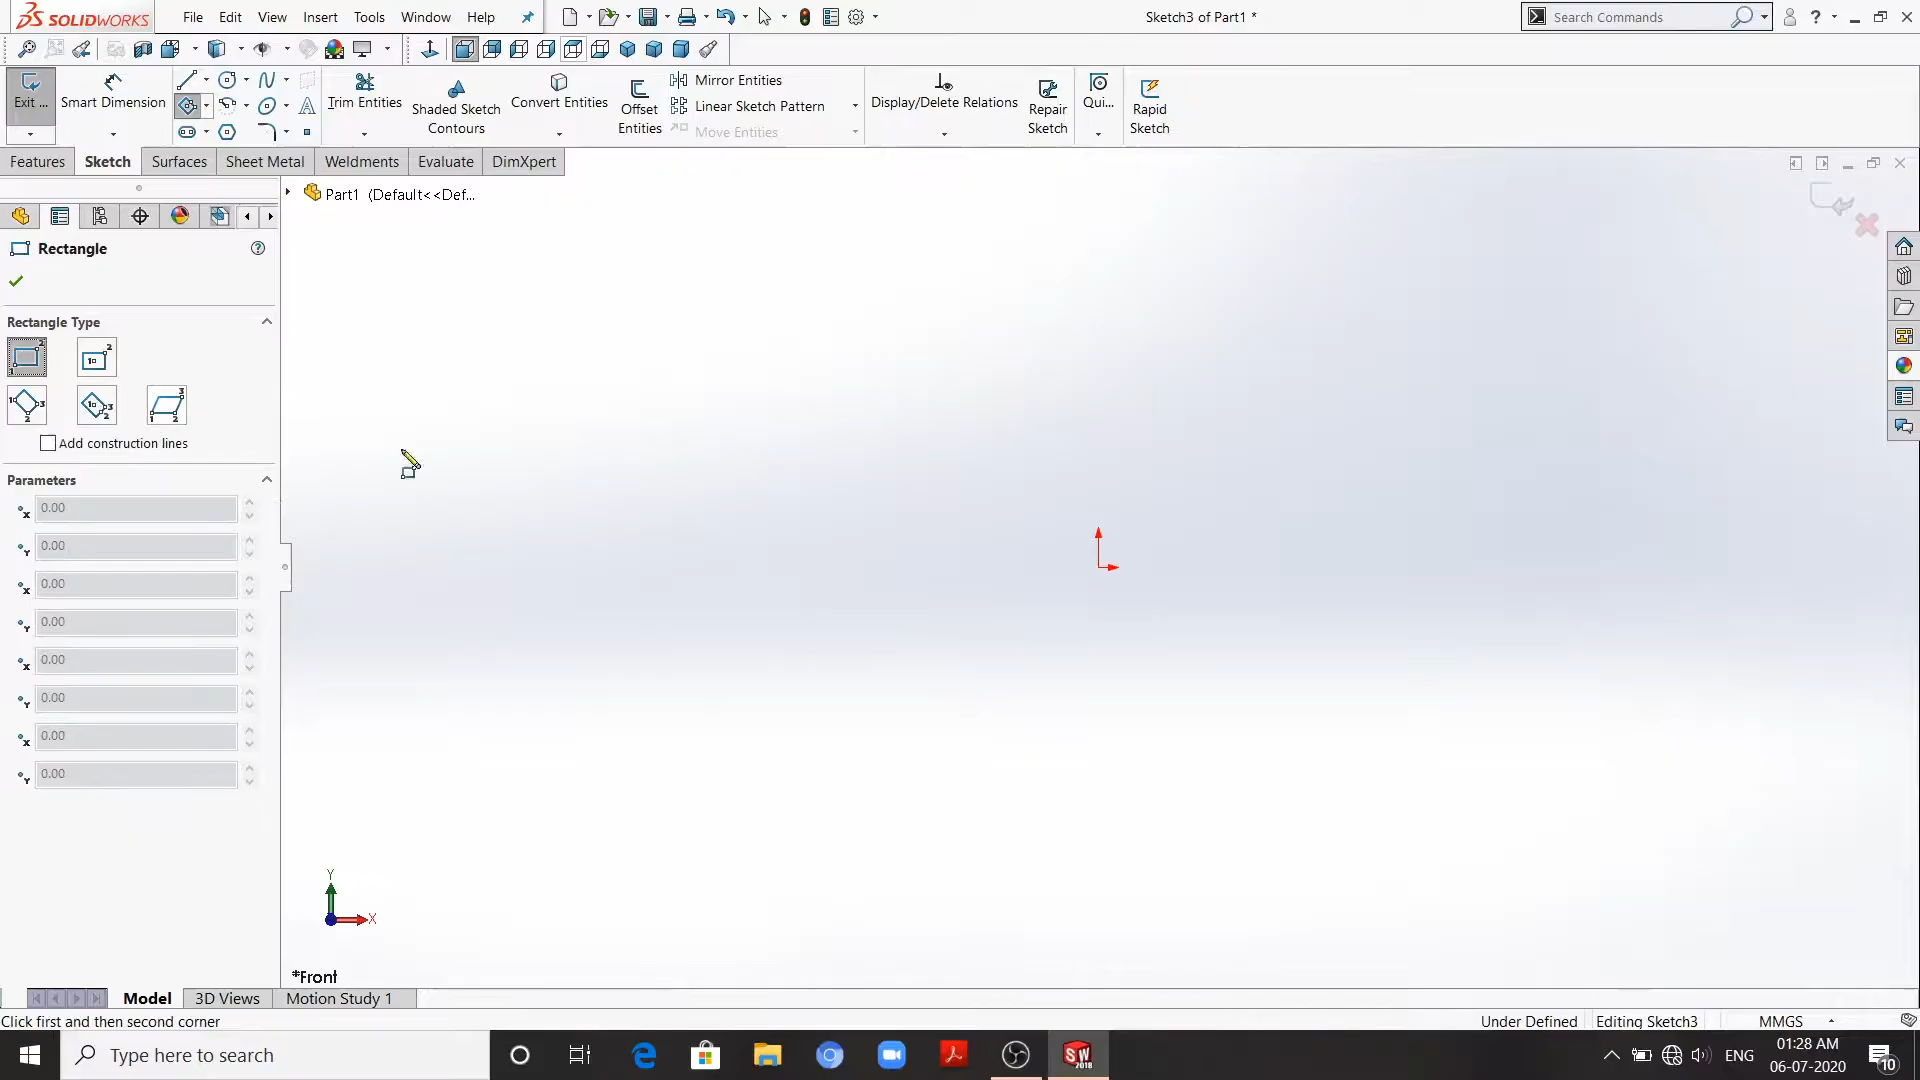 SOLIDWORKS File Edit View Insert Tools Window Help Sketch3 of Part1 * Search Commands ?
Exit ... Smart Dimension Trim Entities Shaded Sketch Contours Convert Entities Offset Entities Mirror Entities Linear Sketch Pattern Move Entities Display/Delete Relations Repair Sketch Qui... Rapid Sketch
Features Sketch Surfaces Sheet Metal Weldments Evaluate DimXpert
Part1 (Default<<Def...
Rectangle ?
Rectangle Type
Add construction lines
Parameters
x 0.00
Y 0.00
x 0.00
Y 0.00
x 0.00
Y 0.00
x 0.00
Y 0.00
Y
X
*Front
Model 3D Views Motion Study 1
Click first and then second corner Under Defined Editing Sketch3 MMGS
Type here to search SW 2018 ENG 01:28 AM 10
06-07-2020